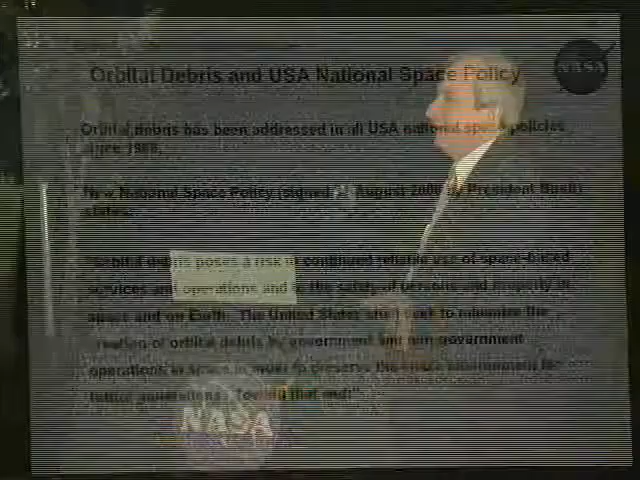 Orbital Debris and USA National Space Policy
NASA
Orbital debris has been addressed in all USA national space policies
since 1988.
New National Space Policy (signed August 2006 by President Bush)
states:
"Orbital debris poses a risk to continued reliable use of space-based
services and operations and to the safety of persons and property in
space and on Earth. The United States shall seek to minimize the
creation of orbital debris by government and non-government
operations in space in order to preserve the space environment for
future generations. Toward that end:"
NASA